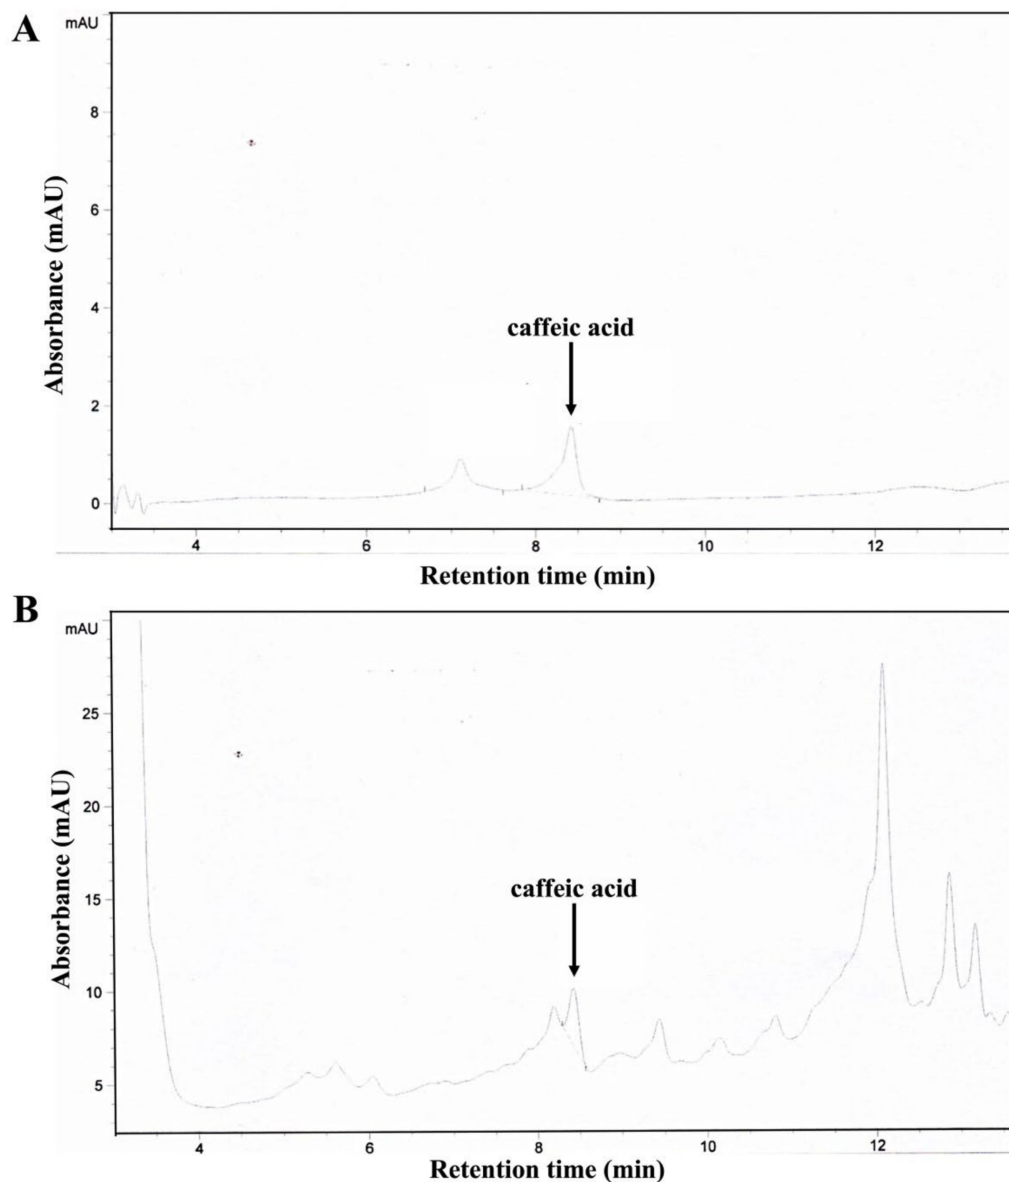 A
mAU
8
6
4
2
0
Absorbance (mAU)
caffeic acid
4 6 8 10 12
Retention time (min)
B
mAU
25
20
15
10
5
Absorbance (mAU)
caffeic acid
4 6 8 10 12
Retention time (min)